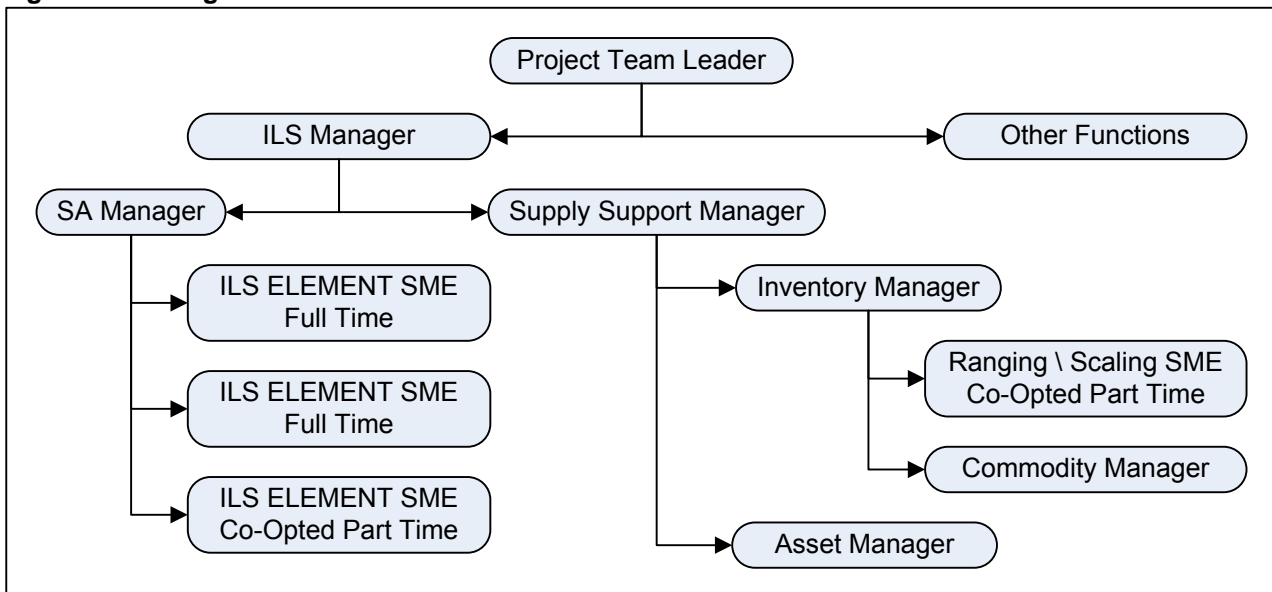 Project Team Leader
ILS Manager
Other Functions
SA Manager
Supply Support Manager
ILS ELEMENT SME
Full Time
Inventory Manager
ILS ELEMENT SME
Full Time
Ranging \ Scaling SME
Co-Opted Part Time
ILS ELEMENT SME
Co-Opted Part Time
Commodity Manager
Asset Manager